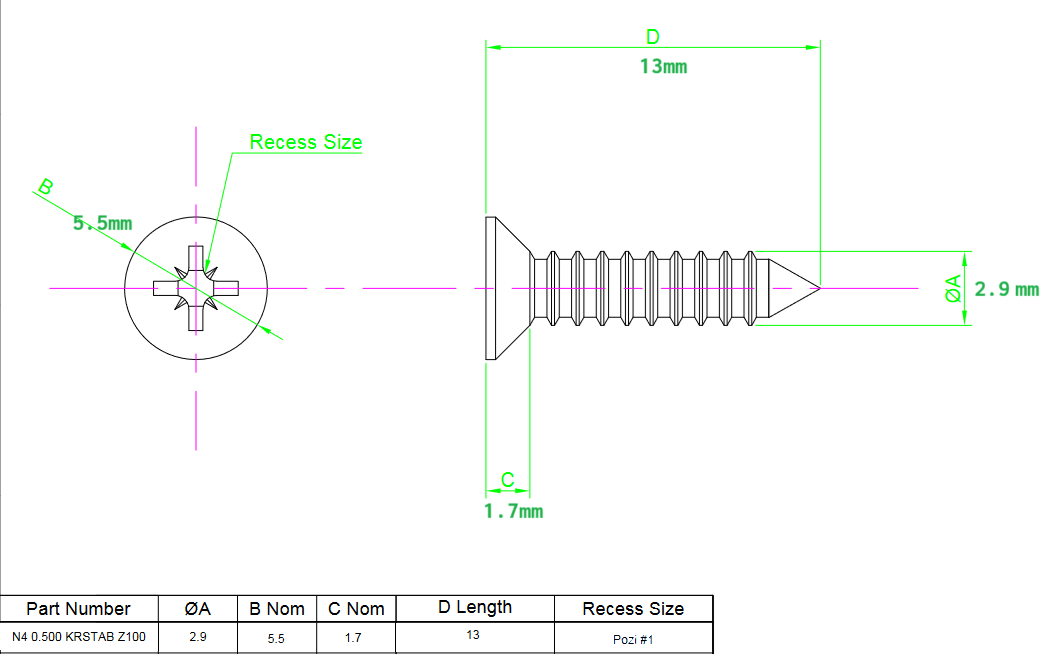 D
13mm
Recess Size
B
5.5mm
ØA
2.9 mm
C
1.7mm
Part Number ØA B Nom C Nom D Length Recess Size
N4 0.500 KRSTAB Z100 2.9 5.5 1.7 13 Pozi #1